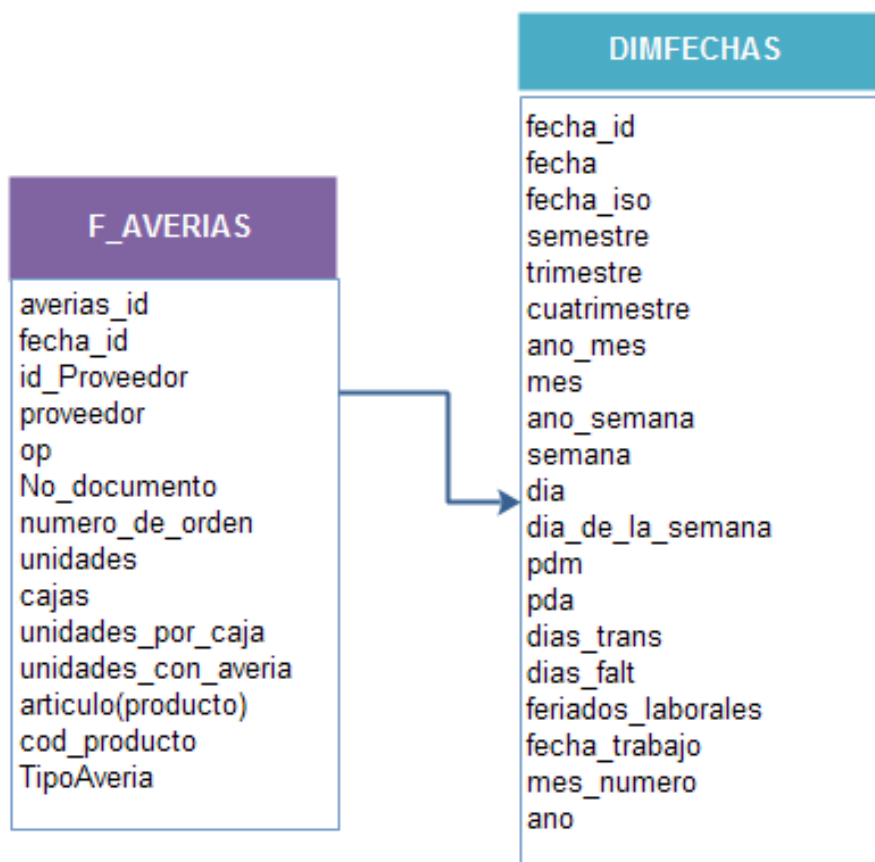 F_AVERIAS
averias_id
fecha_id
id_Proveedor
proveedor
op
No_documento
numero_de_orden
unidades
cajas
unidades_por_caja
unidades_con_averia
articulo(producto)
cod_producto
TipoAveria
DIMFECHAS
fecha_id
fecha
fecha_iso
semestre
trimestre
cuatrimestre
ano_mes
mes
ano_semana
semana
dia
dia_de_la_semana
pdm
pda
dias_trans
dias_falt
feriados_laborales
fecha_trabajo
mes_numero
ano